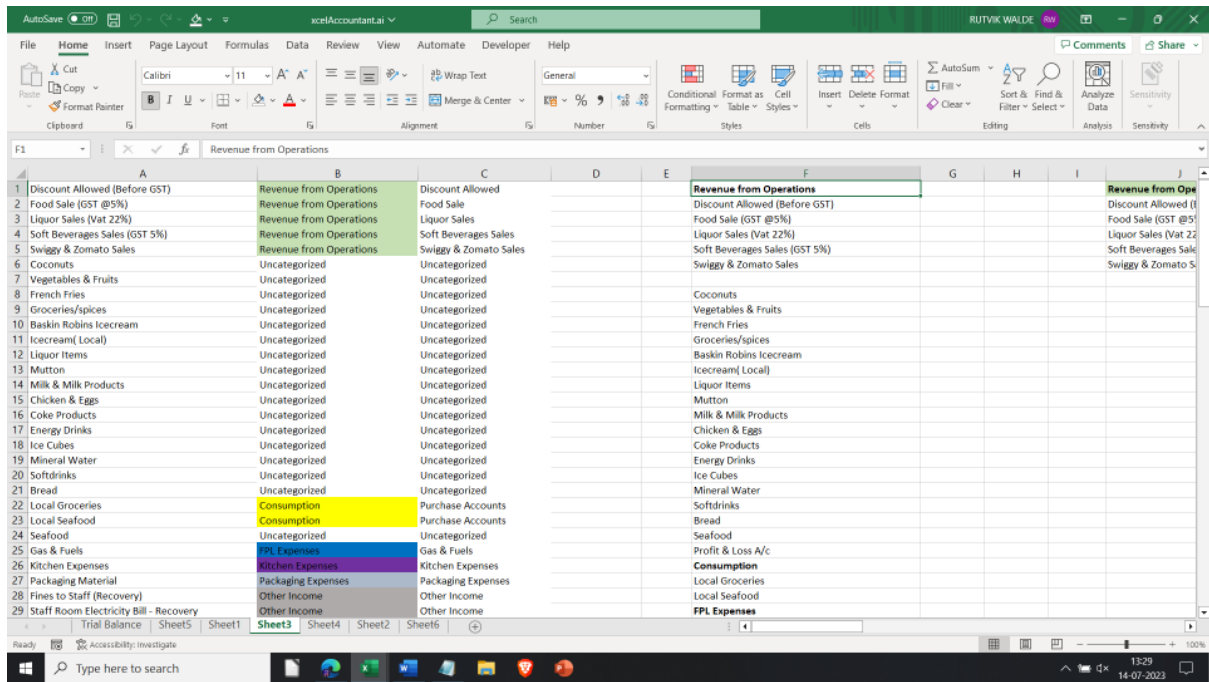 AutoSave Off xcelAccountant.ai Search RUTVIK WALDE RW
File Home Insert Page Layout Formulas Data Review View Automate Developer Help Comments Share
Paste Cut Copy Format Painter Calibri 11 A A B I U A Wrap Text Merge & Center General % Conditional Formatting Format as Table Cell Styles Insert Delete Format AutoSum Fill Clear Sort & Filter Find & Select Analyze Data Sensitivity
Clipboard Font Alignment Number Styles Cells Editing Analysis Sensitivity
F1 fx Revenue from Operations
A B C D E F G H I J
1 Discount Allowed (Before GST) Revenue from Operations Discount Allowed Revenue from Operations Revenue from Ope
2 Food Sale (GST @5%) Revenue from Operations Food Sale Discount Allowed (Before GST) Discount Allowed (
3 Liquor Sales (Vat 22%) Revenue from Operations Liquor Sales Food Sale (GST @5%) Food Sale (GST @5
4 Soft Beverages Sales (GST 5%) Revenue from Operations Soft Beverages Sales Liquor Sales (Vat 22%) Liquor Sales (Vat 22
5 Swiggy & Zomato Sales Revenue from Operations Swiggy & Zomato Sales Soft Beverages Sales (GST 5%) Soft Beverages Sale
6 Coconuts Uncategorized Uncategorized Swiggy & Zomato Sales Swiggy & Zomato S
7 Vegetables & Fruits Uncategorized Uncategorized
8 French Fries Uncategorized Uncategorized Coconuts
9 Groceries/spices Uncategorized Uncategorized Vegetables & Fruits
10 Baskin Robins Icecream Uncategorized Uncategorized French Fries
11 Icecream( Local) Uncategorized Uncategorized Groceries/spices
12 Liquor Items Uncategorized Uncategorized Baskin Robins Icecream
13 Mutton Uncategorized Uncategorized Icecream( Local)
14 Milk & Milk Products Uncategorized Uncategorized Liquor Items
15 Chicken & Eggs Uncategorized Uncategorized Mutton
16 Coke Products Uncategorized Uncategorized Milk & Milk Products
17 Energy Drinks Uncategorized Uncategorized Chicken & Eggs
18 Ice Cubes Uncategorized Uncategorized Coke Products
19 Mineral Water Uncategorized Uncategorized Energy Drinks
20 Softdrinks Uncategorized Uncategorized Ice Cubes
21 Bread Uncategorized Uncategorized Mineral Water
22 Local Groceries Consumption Purchase Accounts Softdrinks
23 Local Seafood Consumption Purchase Accounts Bread
24 Seafood Uncategorized Uncategorized Seafood
25 Gas & Fuels FPL Expenses Gas & Fuels Profit & Loss A/c
26 Kitchen Expenses Kitchen Expenses Kitchen Expenses Consumption
27 Packaging Material Packaging Expenses Packaging Expenses Local Groceries
28 Fines to Staff (Recovery) Other Income Other Income Local Seafood
29 Staff Room Electricity Bill - Recovery Other Income Other Income FPL Expenses
Trial Balance Sheet5 Sheet1 Sheet3 Sheet4 Sheet2 Sheet6
Ready Accessibility: Investigate 100%
Type here to search 13:29
14-07-2023